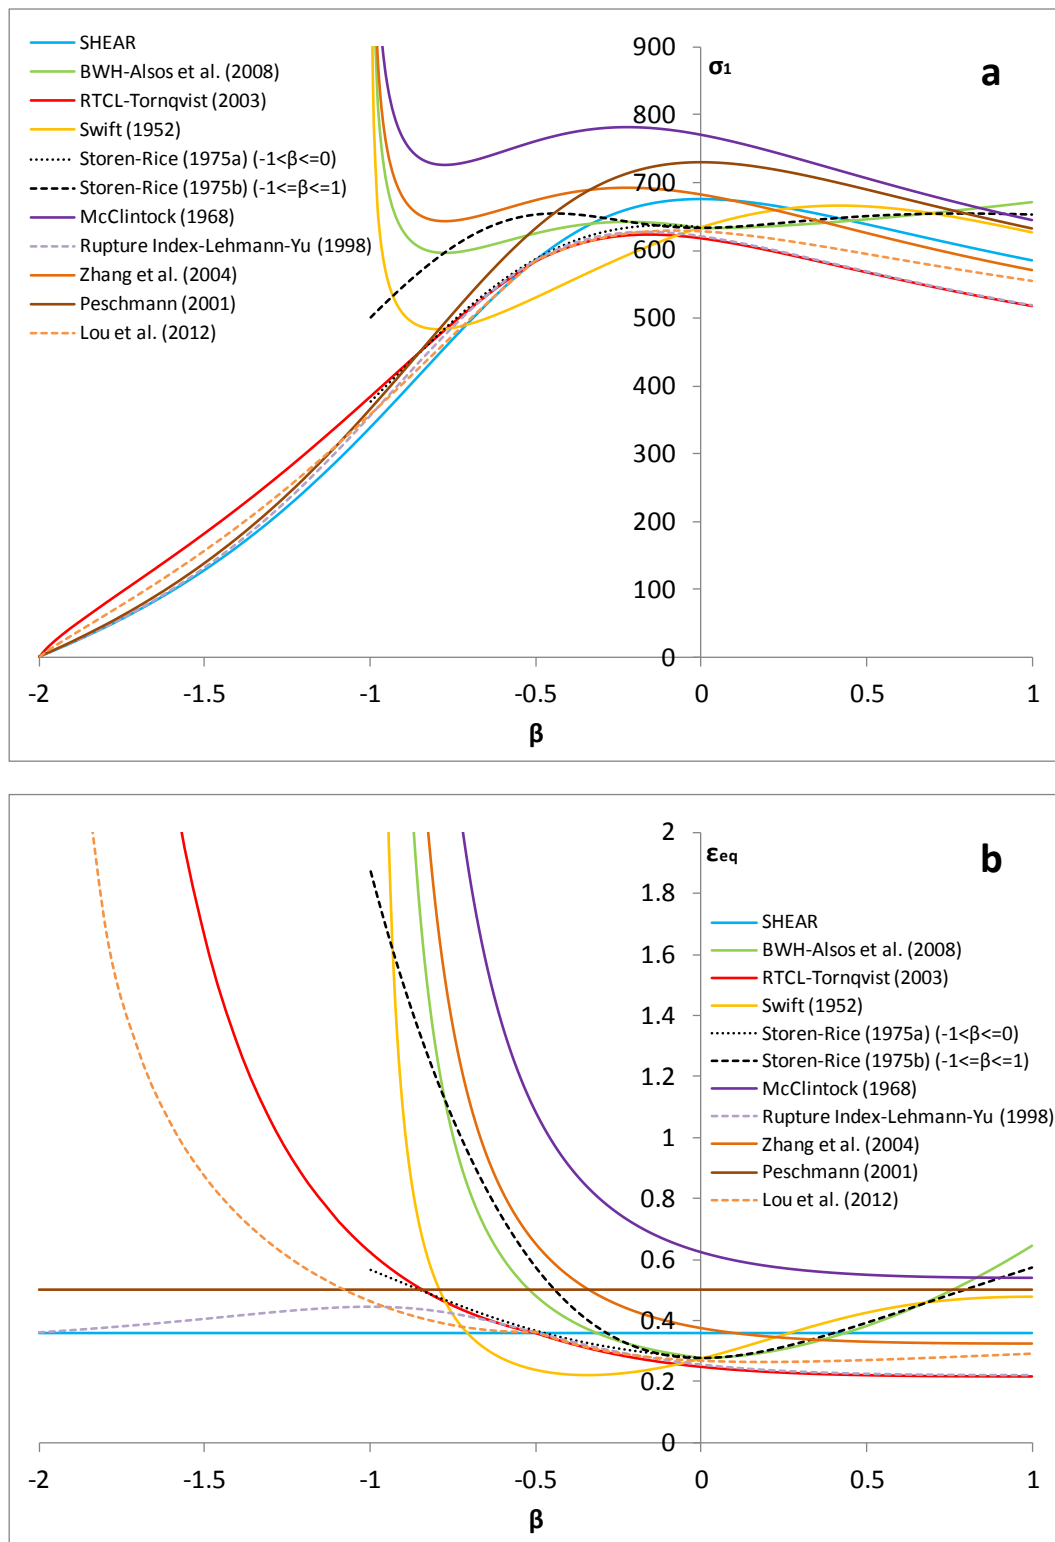 SHEAR
BWH-Alsos et al. (2008)
RTCL-Tornqvist (2003)
Swift (1952)
Storen-Rice (1975a) (-1<β<=0)
Storen-Rice (1975b) (-1<=β<=1)
McClintock (1968)
Rupture Index-Lehmann-Yu (1998)
Zhang et al. (2004)
Peschmann (2001)
Lou et al. (2012)
900
800
700
600
500
400
300
200
100
0
σ1
a
-2
-1.5
-1
-0.5
0
0.5
1
β
2
1.8
1.6
1.4
1.2
1
0.8
0.6
0.4
0.2
0
εeq
b
SHEAR
BWH-Alsos et al. (2008)
RTCL-Tornqvist (2003)
Swift (1952)
Storen-Rice (1975a) (-1<β<=0)
Storen-Rice (1975b) (-1<=β<=1)
McClintock (1968)
Rupture Index-Lehmann-Yu (1998)
Zhang et al. (2004)
Peschmann (2001)
Lou et al. (2012)
-2
-1.5
-1
-0.5
0
0.5
1
β